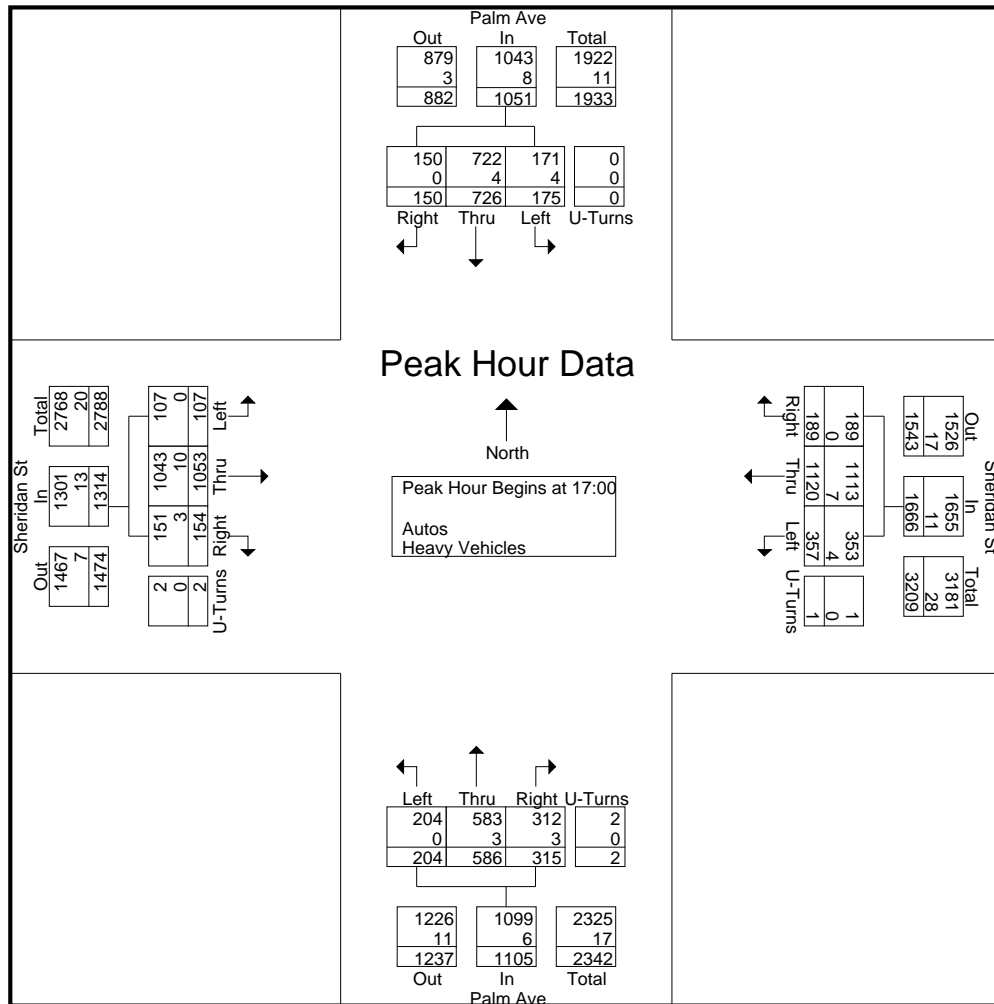 Palm Ave
Out In Total
879 1043 1922
3 8 11
882 1051 1933
150 722 171 0
0 4 4 0
150 726 175 0
Right Thru Left U-Turns
Peak Hour Data
North
Peak Hour Begins at 17:00
Autos
Heavy Vehicles
Sheridan St
Total In Out
2768 1301 1467
20 13 7
2788 1314 1474
107 1043 151 2
0 10 3 0
107 1053 154 2
Left Thru Right U-Turns
Sheridan St
Out In Total
1526 1655 3181
17 11 28
1543 1666 3209
189 1113 353 1
0 7 4 0
189 1120 357 1
Right Thru Left U-Turns
Left Thru Right U-Turns
204 583 312 2
0 3 3 0
204 586 315 2
1226 1099 2325
11 6 17
1237 1105 2342
Out In Total
Palm Ave